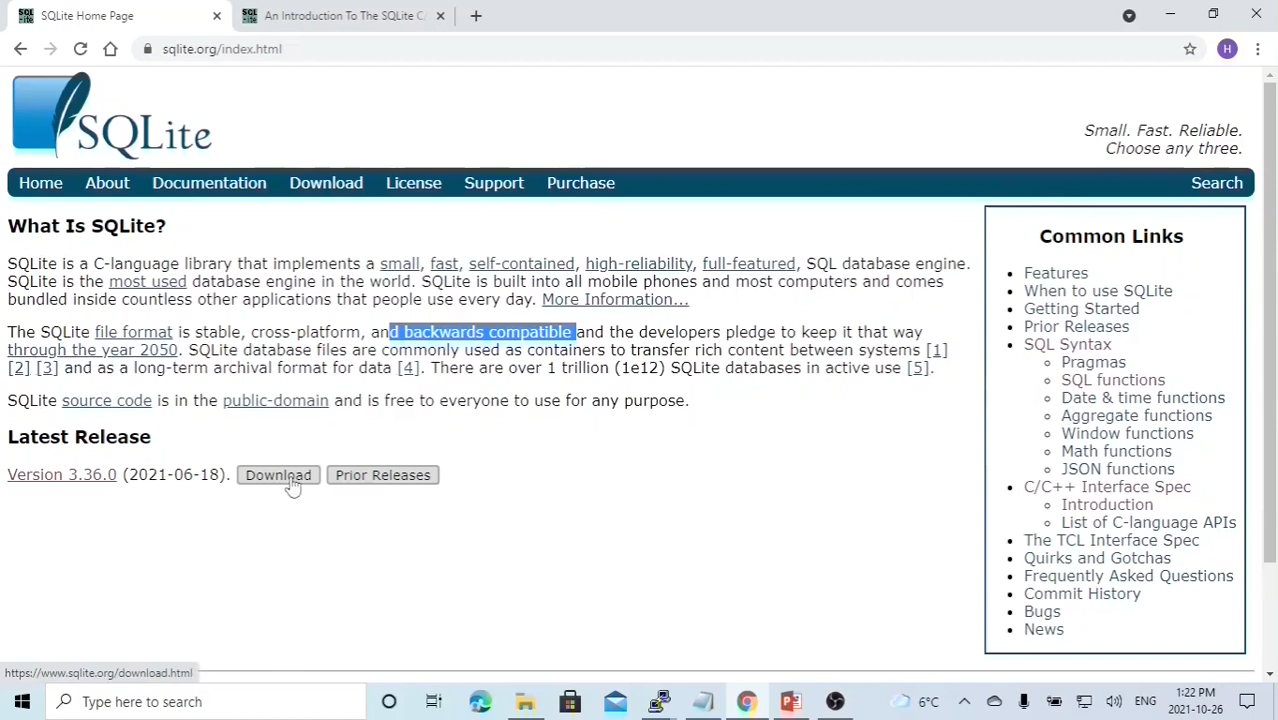 SQLite Home Page
An Introduction To The SQLite C/
sqlite.org/index.html
H
SQLite
Small. Fast. Reliable.
Choose any three.
Home About Documentation Download License Support Purchase Search
What Is SQLite?
SQLite is a C-language library that implements a small, fast, self-contained, high-reliability, full-featured, SQL database engine.
SQLite is the most used database engine in the world. SQLite is built into all mobile phones and most computers and comes
bundled inside countless other applications that people use every day. More Information...
The SQLite file format is stable, cross-platform, and backwards compatible and the developers pledge to keep it that way
through the year 2050. SQLite database files are commonly used as containers to transfer rich content between systems [1]
[2] [3] and as a long-term archival format for data [4]. There are over 1 trillion (1e12) SQLite databases in active use [5].
SQLite source code is in the public-domain and is free to everyone to use for any purpose.
Latest Release
Version 3.36.0 (2021-06-18). Download Prior Releases
Common Links
Features
When to use SQLite
Getting Started
Prior Releases
SQL Syntax
Pragmas
SQL functions
Date & time functions
Aggregate functions
Window functions
Math functions
JSON functions
C/C++ Interface Spec
Introduction
List of C-language APIs
The TCL Interface Spec
Quirks and Gotchas
Frequently Asked Questions
Commit History
Bugs
News
https://www.sqlite.org/download.html
Type here to search
6°C
ENG
1:22 PM
2021-10-26